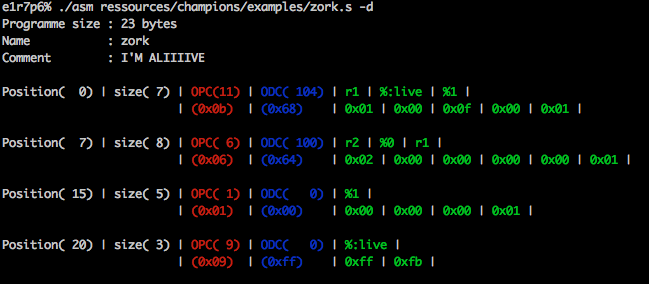 e1r7p6% ./asm ressources/champions/examples/zork.s -d
Programme size : 23 bytes
Name           : zork
Comment        : I'M ALIIIIVE

Position(  0) | size( 7) | OPC(11) | ODC( 104) | r1 | %:live | %1 |
                         | (0x0b)  | (0x68)    | 0x01 | 0x00 | 0x0f | 0x00 | 0x01 |

Position(  7) | size( 8) | OPC( 6) | ODC( 100) | r2 | %0 | r1 |
                         | (0x06)  | (0x64)    | 0x02 | 0x00 | 0x00 | 0x00 | 0x00 | 0x01 |

Position( 15) | size( 5) | OPC( 1) | ODC(   0) | %1 |
                         | (0x01)  | (0x00)    | 0x00 | 0x00 | 0x00 | 0x01 |

Position( 20) | size( 3) | OPC( 9) | ODC(   0) | %:live |
                         | (0x09)  | (0xff)    | 0xff | 0xfb |